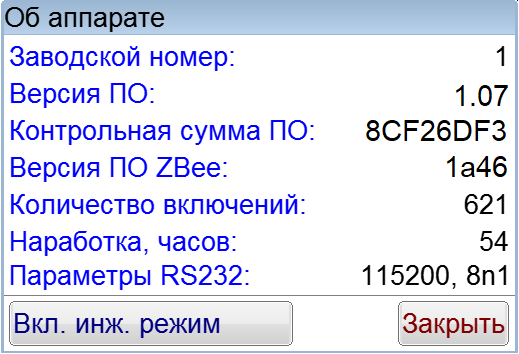 Об аппарате
Заводской номер: 1
Версия ПО: 1.07
Контрольная сумма ПО: 8CF26DF3
Версия ПО ZBee: 1a46
Количество включений: 621
Наработка, часов: 54
Параметры RS232: 115200, 8n1
Вкл. инж. режим Закрыть